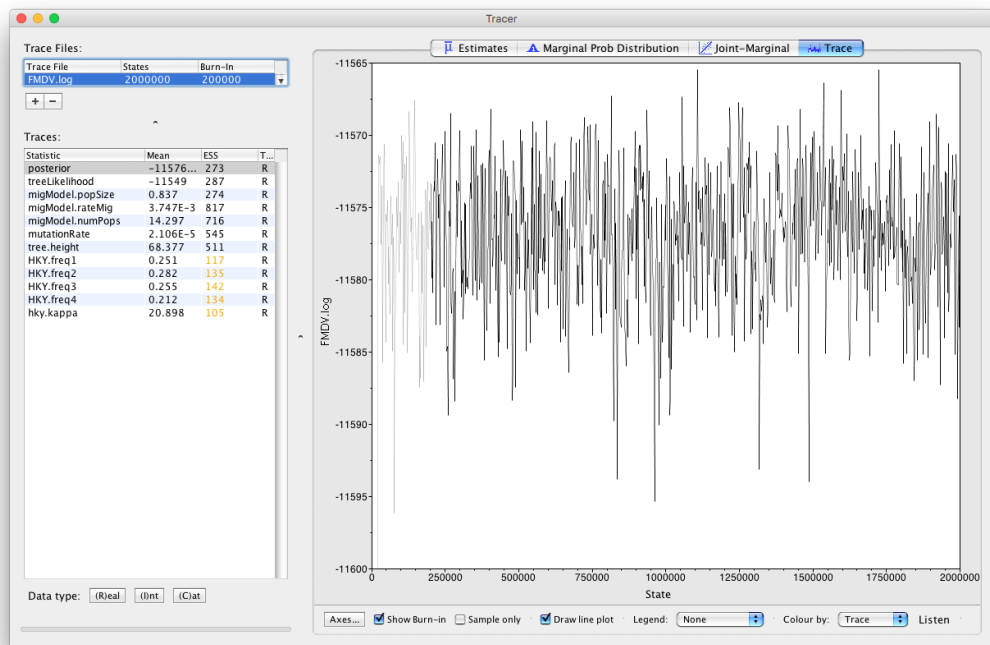 Tracer
Trace Files:
Trace File States Burn-In
FMDV.log 2000000 200000
+ −
Traces:
Statistic Mean ESS T...
posterior -11576... 273 R
treeLikelihood -11549 287 R
migModel.popSize 0.837 274 R
migModel.rateMig 3.747E-3 817 R
migModel.numPops 14.297 716 R
mutationRate 2.106E-5 545 R
tree.height 68.377 511 R
HKY.freq1 0.251 117 R
HKY.freq2 0.282 135 R
HKY.freq3 0.255 142 R
HKY.freq4 0.212 134 R
hky.kappa 20.898 105 R
Data type: (R)eal (I)nt (C)at
μ Estimates Marginal Prob Distribution Joint-Marginal Trace
-11565
-11570
-11575
-11580
-11585
-11590
-11595
-11600
FMDV.log
0 250000 500000 750000 1000000 1250000 1500000 1750000 2000000
State
Axes... Show Burn-in Sample only Draw line plot Legend: None Colour by: Trace Listen